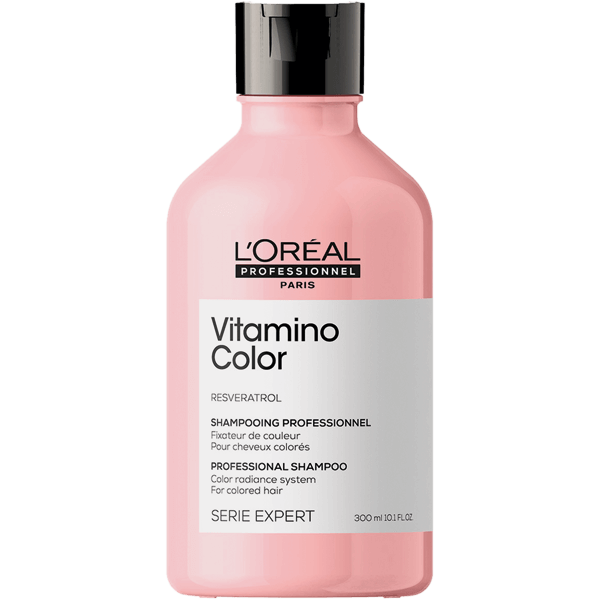 L'ORÉAL
PROFESSIONNEL
PARIS
Vitamino
Color
RESVERATROL
SHAMPOOING PROFESSIONNEL
Fixateur de couleur
Pour cheveux colorés
PROFESSIONAL SHAMPOO
Color radiance system
For colored hair
SERIE EXPERT
300 ml 10.1 FL.OZ.